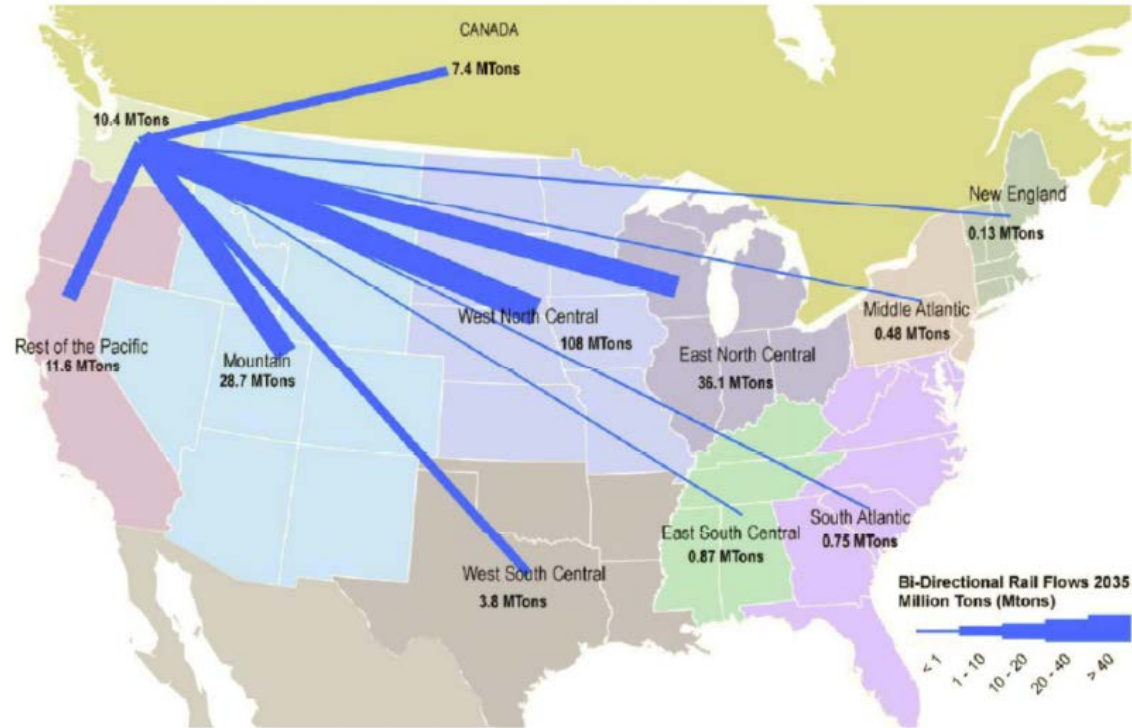 CANADA
7.4 MTons
10.4 MTons
New England
0.13 MTons
Middle Atlantic
0.48 MTons
West North Central
108 MTons
East North Central
36.1 MTons
Rest of the Pacific
11.6 MTons
Mountain
28.7 MTons
East South Central
0.87 MTons
South Atlantic
0.75 MTons
West South Central
3.8 MTons
Bi-Directional Rail Flows 2035
Million Tons (Mtons)
< 1
1 - 10
10 - 20
20 - 40
> 40